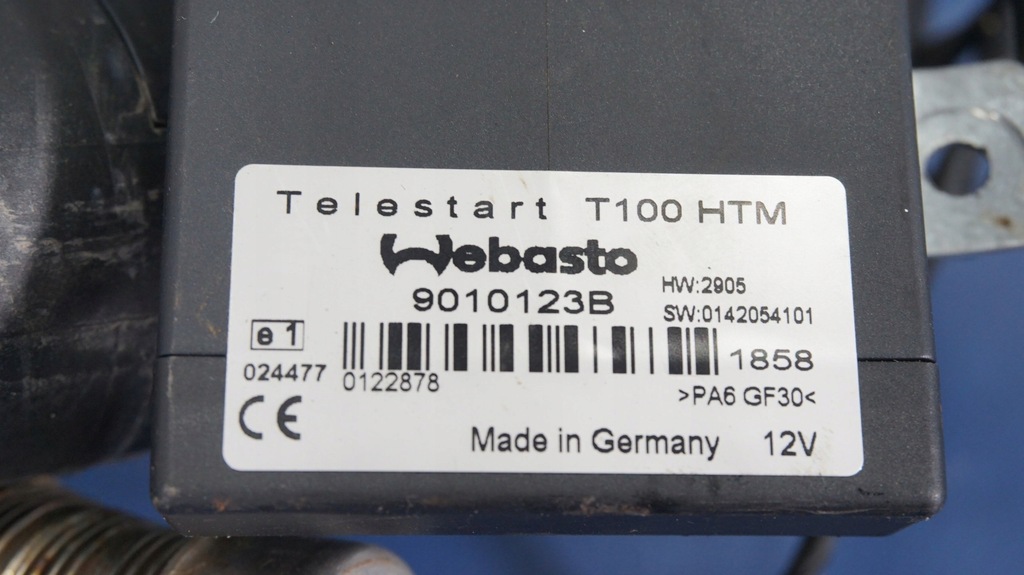 Telestart T100 HTM
Webasto
9010123B
HW:2905
SW:0142054101
e1
024477
0122878
1858
>PA6 GF30<
CE
Made in Germany 12V